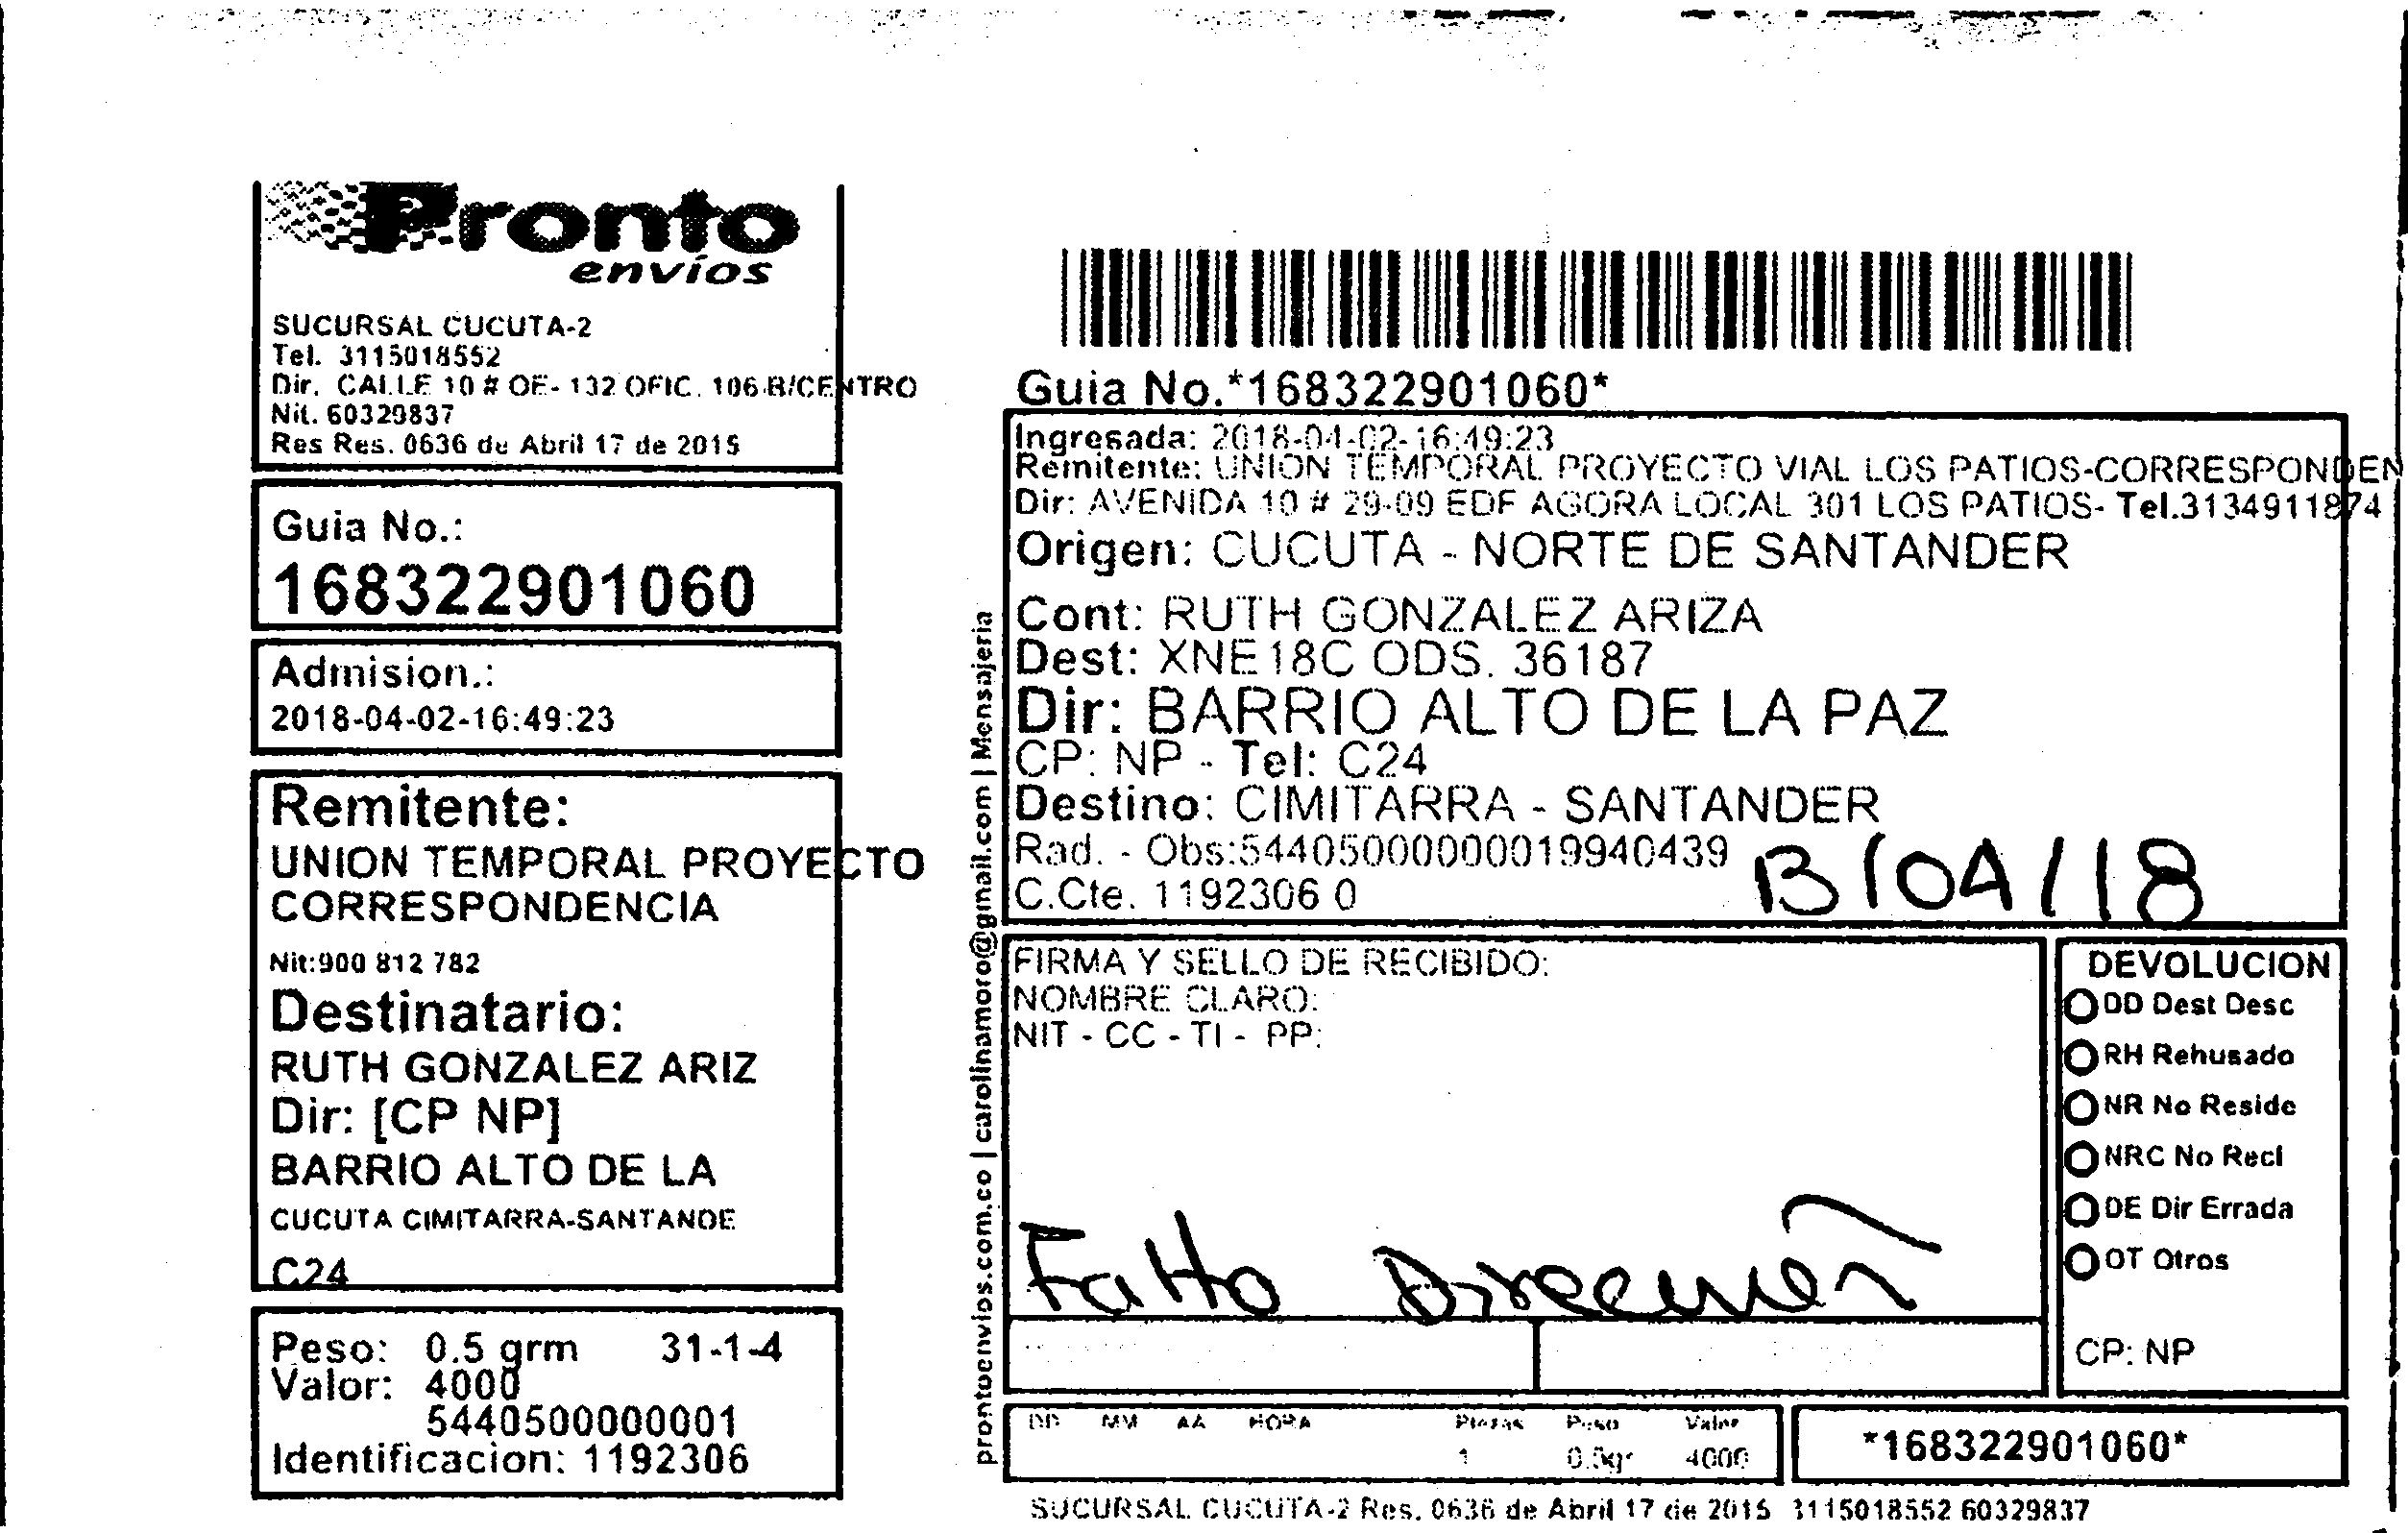 Pronto
envíos
SUCURSAL CUCUTA-2
Tel. 3115018552
Dir. CALLE 10 # OE- 132 OFIC. 106-B/CENTRO
Nit. 60329837
Res Res. 0636 de Abril 17 de 2015
Guia No.:
168322901060
Admision.:
2018-04-02-16:49:23
Remitente:
UNION TEMPORAL PROYECTO
CORRESPONDENCIA
Nit:900 812 782
Destinatario:
RUTH GONZALEZ ARIZ
Dir: [CP NP]
BARRIO ALTO DE LA
CUCUTA CIMITARRA-SANTANDE
C24
Peso: 0.5 grm 31-1-4
Valor: 4000
5440500000001
Identificacion: 1192306
prontoenvios.com.co | carolinamoro@gmail.com | Mensajeria
Guia No.*168322901060*
Ingresada: 2018-04-02-16:49:23
Remitente: UNION TEMPORAL PROYECTO VIAL LOS PATIOS-CORRESPONDEN
Dir: AVENIDA 10 # 29-09 EDF AGORA LOCAL 301 LOS PATIOS- Tel.3134911874
Origen: CUCUTA - NORTE DE SANTANDER
Cont: RUTH GONZALEZ ARIZA
Dest: XNE18C ODS. 36187
Dir: BARRIO ALTO DE LA PAZ
CP: NP - Tel: C24
Destino: CIMITARRA - SANTANDER
Rad. - Obs:544050000000019940439
C.Cte. 1192306 0
13/04/18
FIRMA Y SELLO DE RECIBIDO:
NOMBRE CLARO:
NIT - CC - TI - PP:
Falto
DEVOLUCION
DD Dest Desc
RH Rehusado
NR No Reside
NRC No Recl
DE Dir Errada
OT Otros
CP: NP
DD MM AA HORA Piezas Peso Valor
1 0.5gr 4000
*168322901060*
SUCURSAL CUCUTA-2 Res. 0636 de Abril 17 de 2015 3115018552 60329837